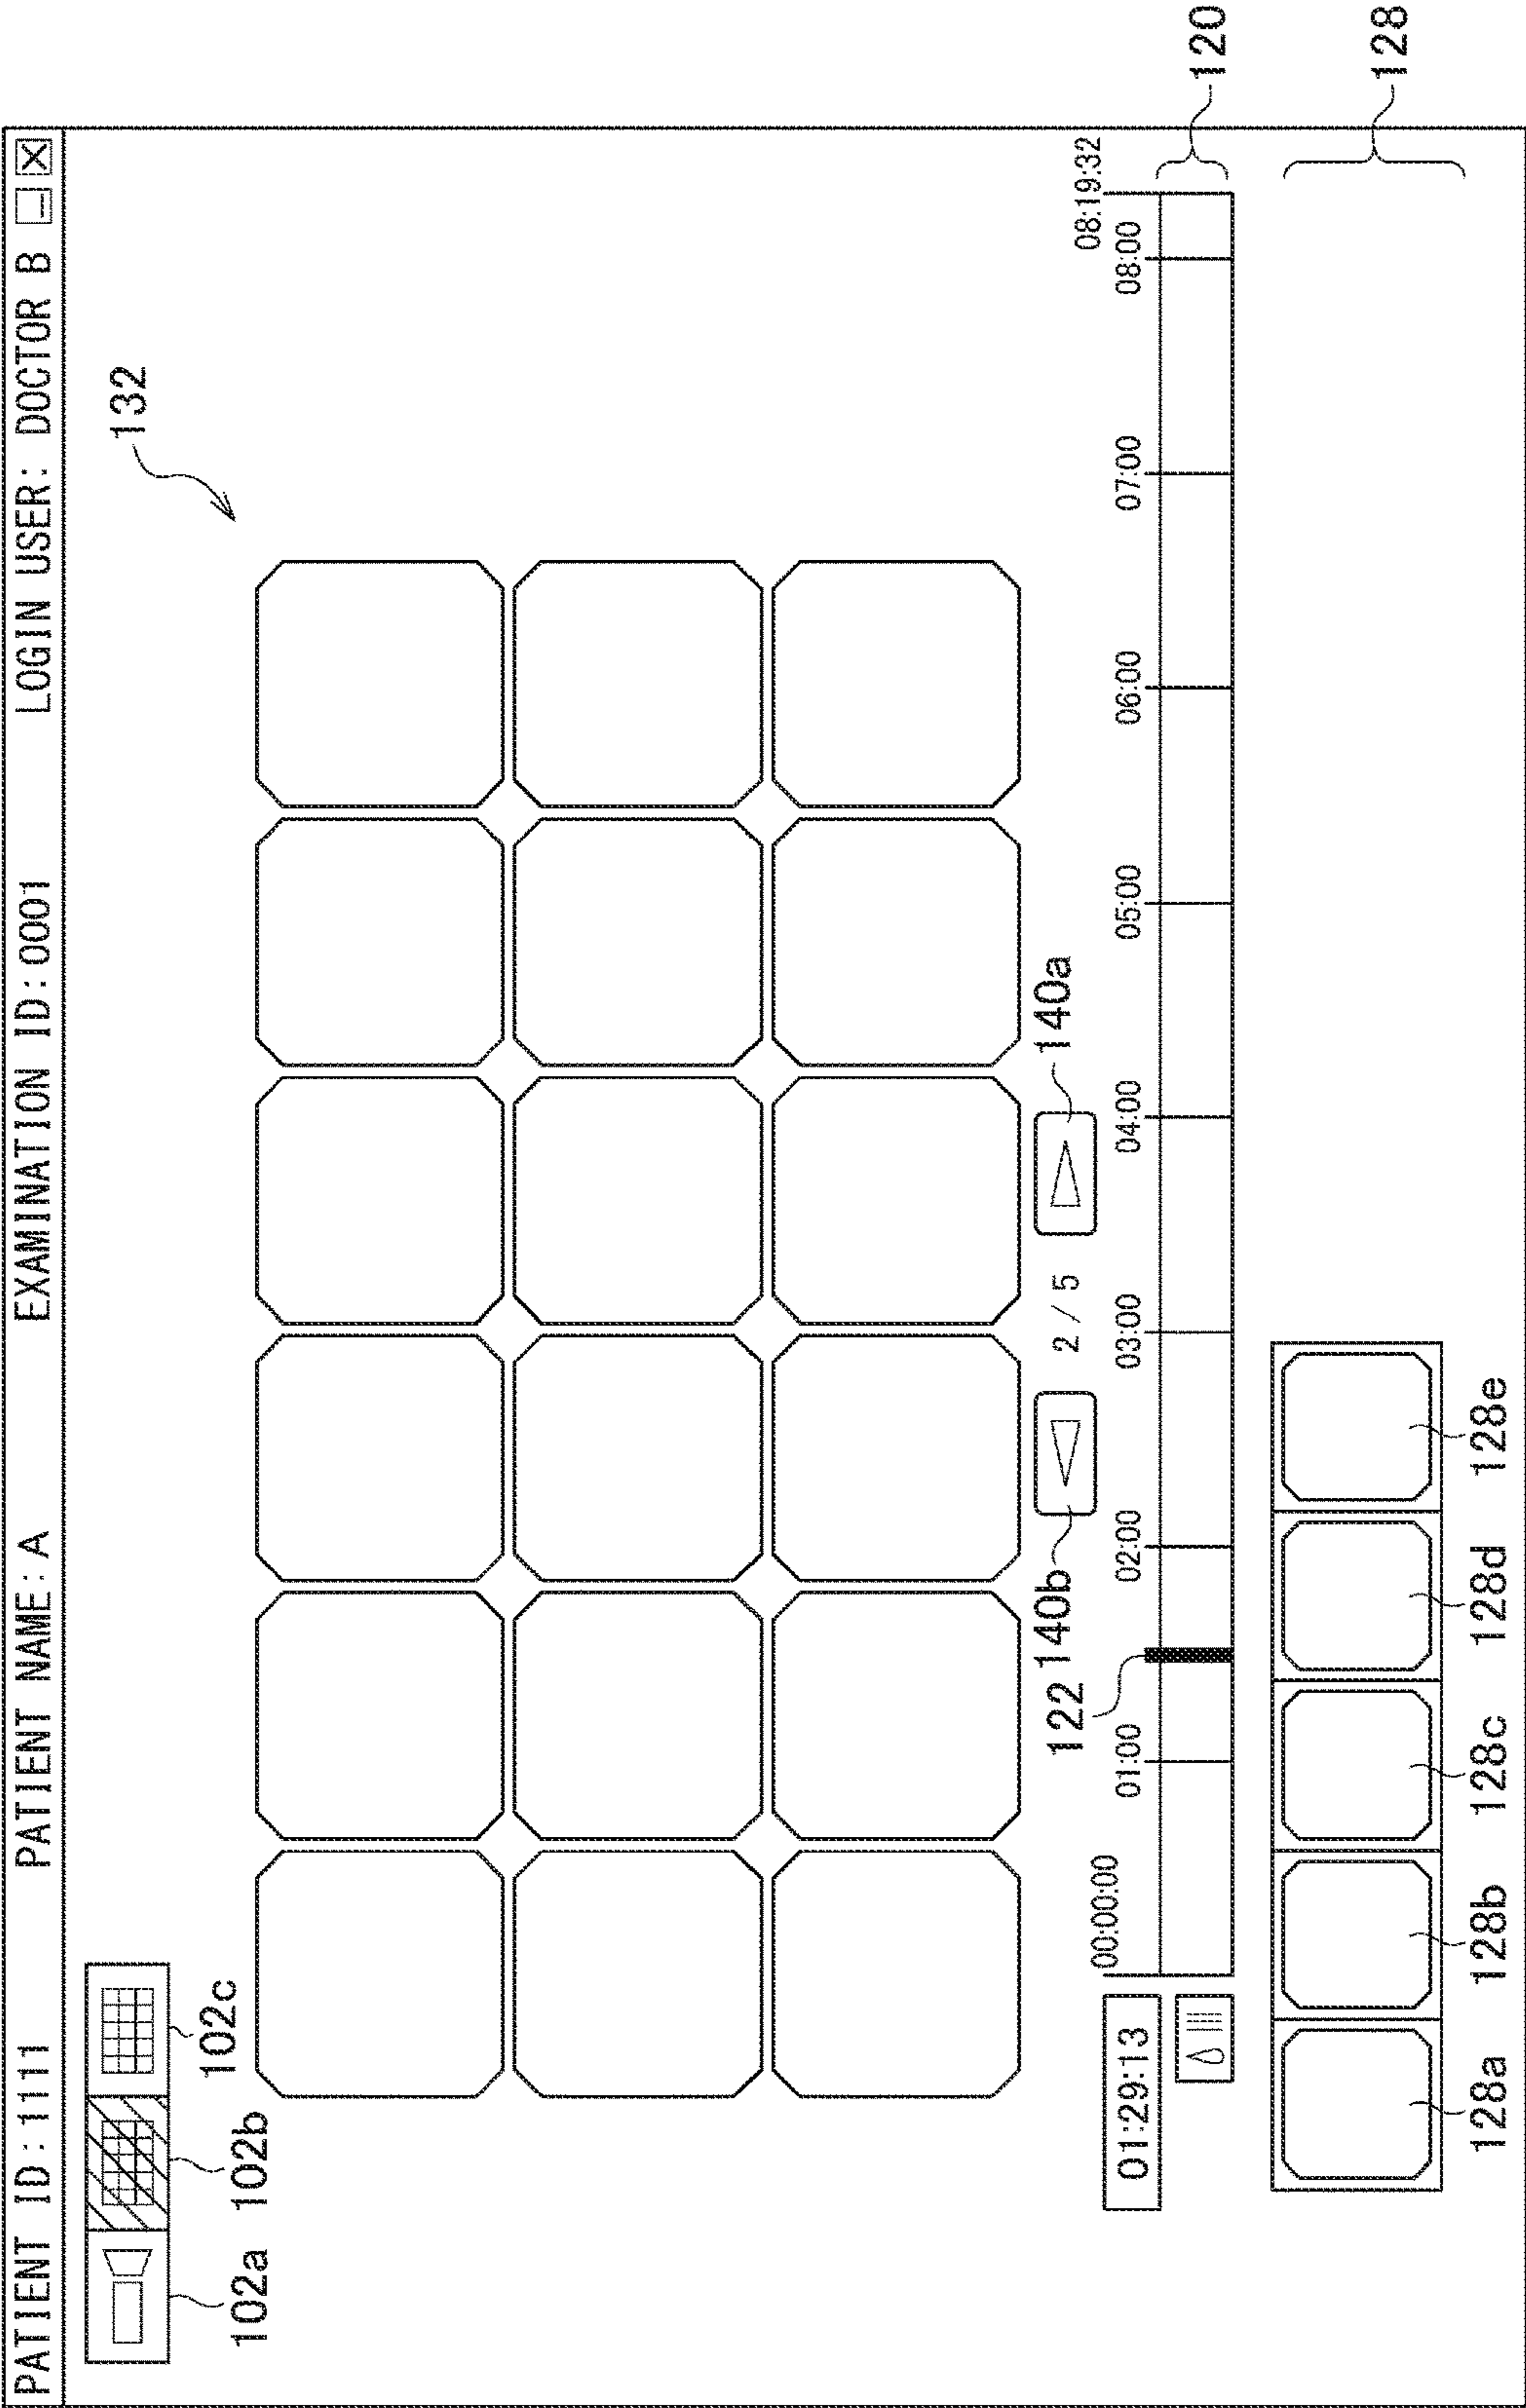 PATIENT ID:1111 PATIENT NAME:A EXAMINATION ID:0001 LOGIN USER: DOCTOR B
102a 102b 102c
132
140b 2 / 5 140a
122
00:00:00 01:00 02:00 03:00 04:00 05:00 06:00 07:00 08:00 08:19:32
01:29:13
120
128
128a 128b 128c 128d 128e